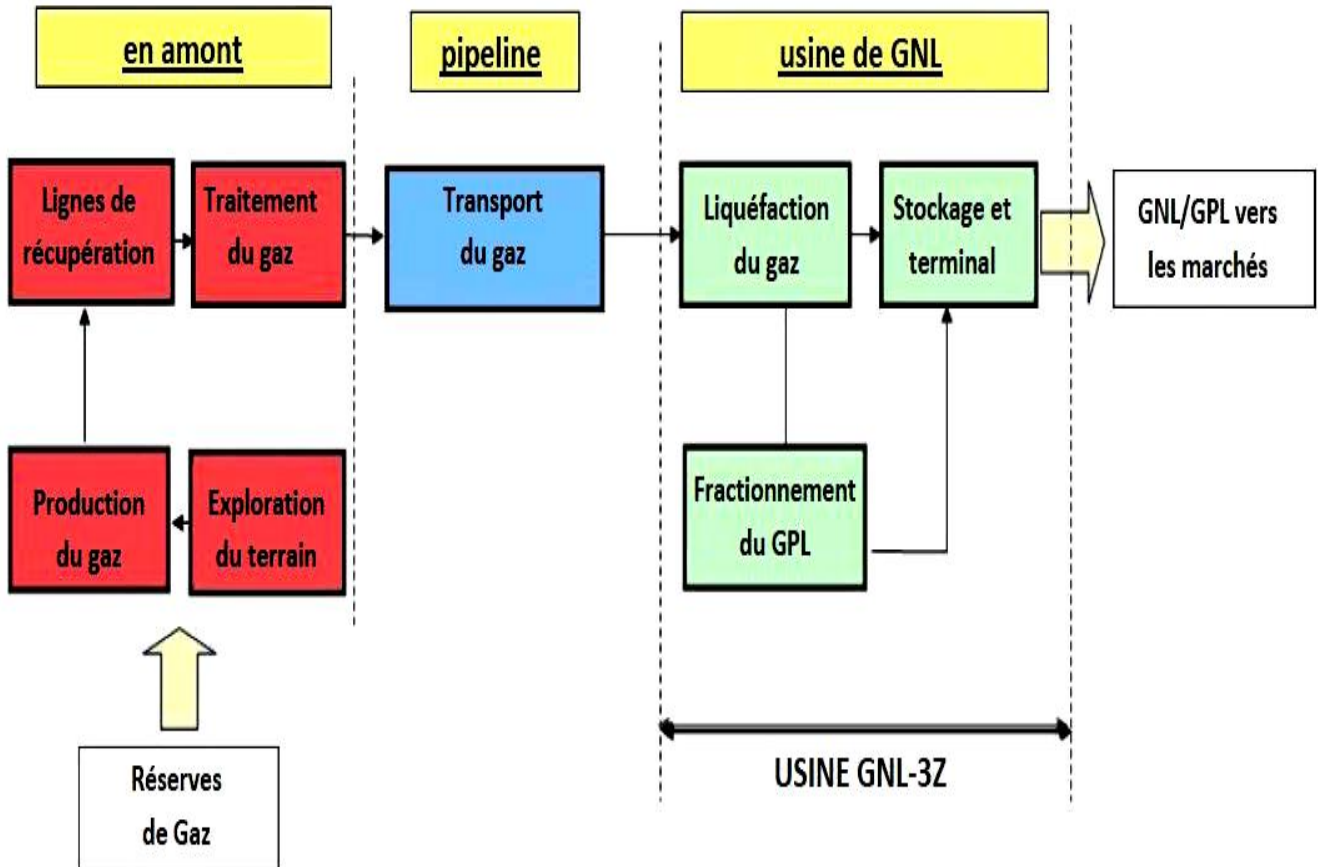 en amont
pipeline
usine de GNL
Lignes de
récupération
Traitement
du gaz
Transport
du gaz
Liquéfaction
du gaz
Stockage et
terminal
GNL/GPL vers
les marchés
Production
du gaz
Exploration
du terrain
Fractionnement
du GPL
USINE GNL-3Z
Réserves
de Gaz